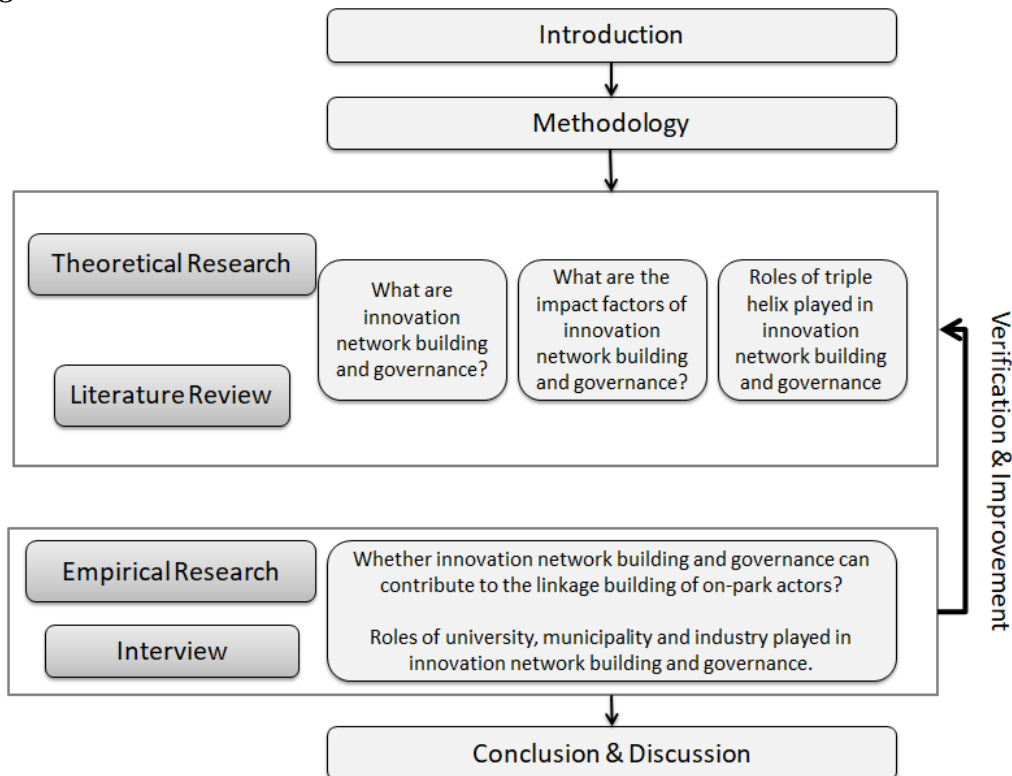 Introduction
Methodology
Theoretical Research
Literature Review
What are
innovation
network building
and governance?
What are the
impact factors of
innovation
network building
and governance?
Roles of triple
helix played in
innovation
network building
and governance
Verification & Improvement
Empirical Research
Interview
Whether innovation network building and governance can
contribute to the linkage building of on-park actors?
Roles of university, municipality and industry played in
innovation network building and governance.
Conclusion & Discussion